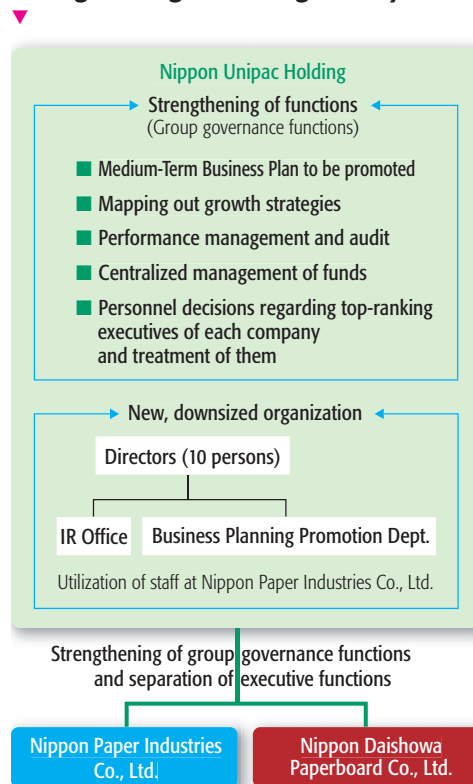 Nippon Unipac Holding
Strengthening of functions
(Group governance functions)
■ Medium-Term Business Plan to be promoted
■ Mapping out growth strategies
■ Performance management and audit
■ Centralized management of funds
■ Personnel decisions regarding top-ranking
executives of each company
and treatment of them
New, downsized organization
Directors (10 persons)
IR Office
Business Planning Promotion Dept.
Utilization of staff at Nippon Paper Industries Co., Ltd.
Strengthening of group governance functions
and separation of executive functions
Nippon Paper Industries
Co., Ltd.
Nippon Daishowa
Paperboard Co., Ltd.